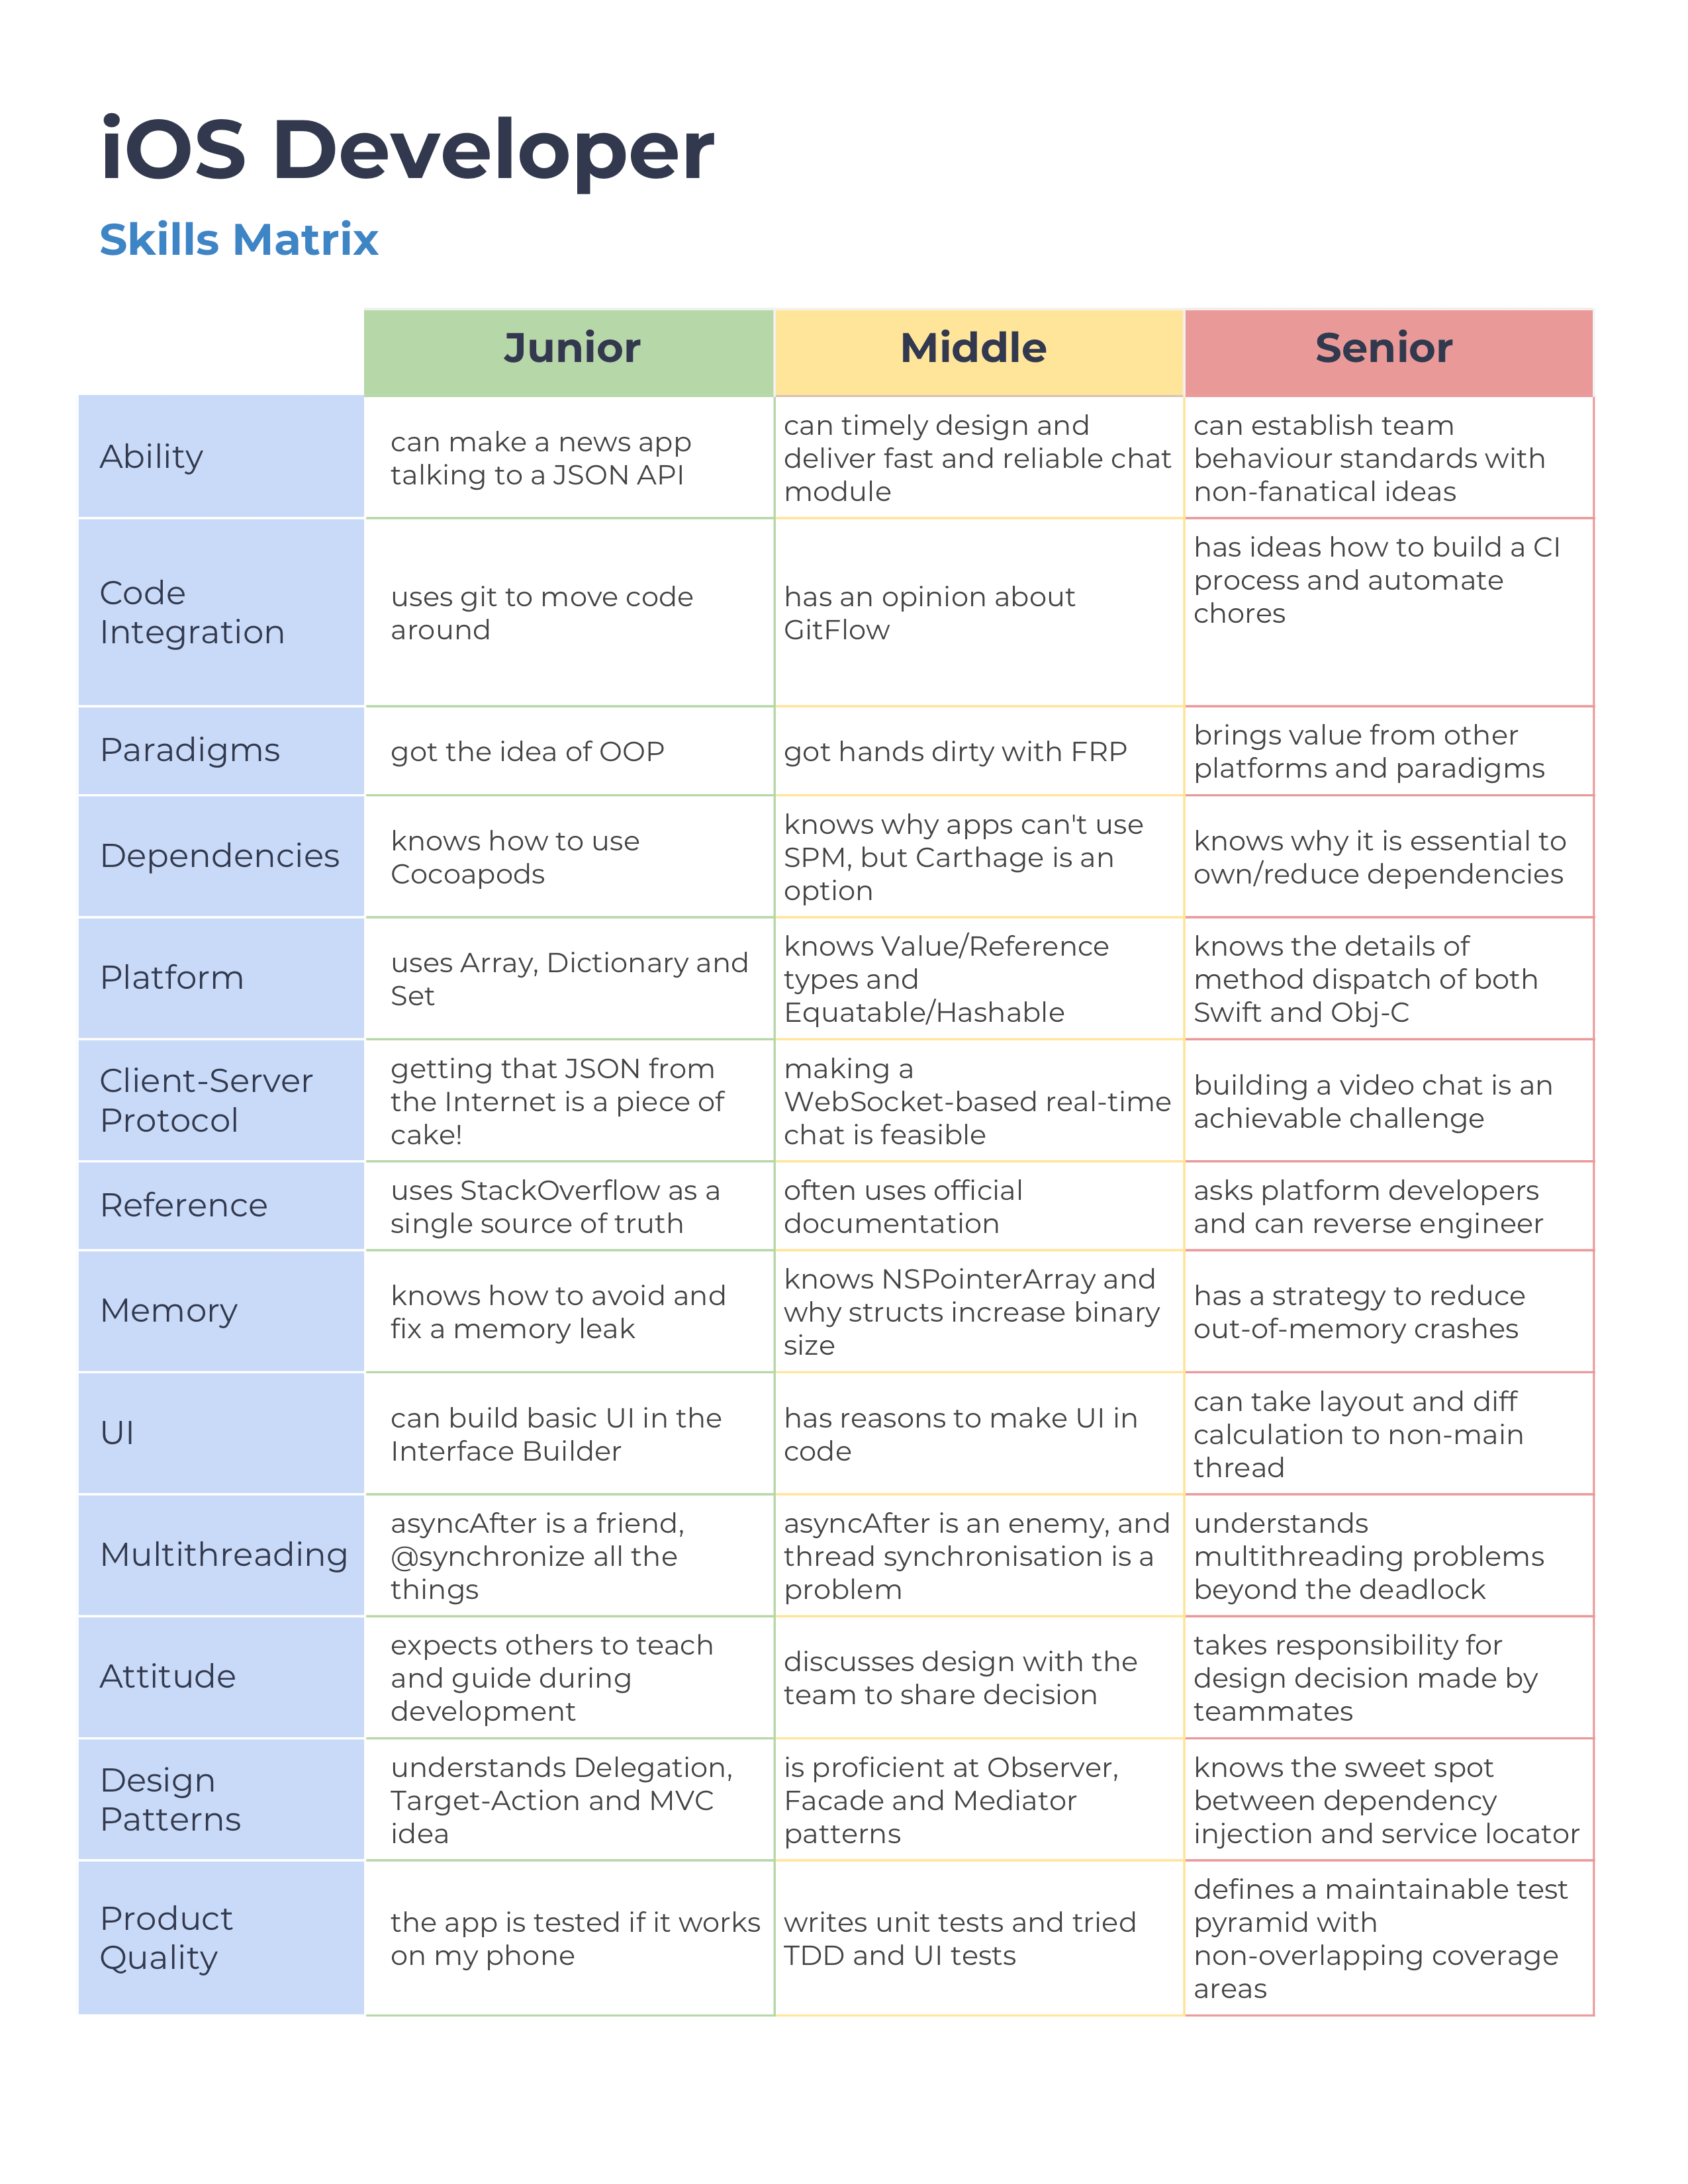 iOS Developer
Skills Matrix
Junior
Middle
Senior
Ability
can make a news app
talking to a JSON API
can timely design and
deliver fast and reliable chat
module
can establish team
behaviour standards with
non-fanatical ideas
Code
Integration
uses git to move code
around
has an opinion about
GitFlow
has ideas how to build a CI
process and automate
chores
Paradigms
got the idea of OOP
got hands dirty with FRP
brings value from other
platforms and paradigms
Dependencies
knows how to use
Cocoapods
knows why apps can't use
SPM, but Carthage is an
option
knows why it is essential to
own/reduce dependencies
Platform
uses Array, Dictionary and
Set
knows Value/Reference
types and
Equatable/Hashable
knows the details of
method dispatch of both
Swift and Obj-C
Client-Server
Protocol
getting that JSON from
the Internet is a piece of
cake!
making a
WebSocket-based real-time
chat is feasible
building a video chat is an
achievable challenge
Reference
uses StackOverflow as a
single source of truth
often uses official
documentation
asks platform developers
and can reverse engineer
Memory
knows how to avoid and
fix a memory leak
knows NSPointerArray and
why structs increase binary
size
has a strategy to reduce
out-of-memory crashes
UI
can build basic UI in the
Interface Builder
has reasons to make UI in
code
can take layout and diff
calculation to non-main
thread
Multithreading
asyncAfter is a friend,
@synchronize all the
things
asyncAfter is an enemy, and
thread synchronisation is a
problem
understands
multithreading problems
beyond the deadlock
Attitude
expects others to teach
and guide during
development
discusses design with the
team to share decision
takes responsibility for
design decision made by
teammates
Design
Patterns
understands Delegation,
Target-Action and MVC
idea
is proficient at Observer,
Facade and Mediator
patterns
knows the sweet spot
between dependency
injection and service locator
Product
Quality
the app is tested if it works
on my phone
writes unit tests and tried
TDD and UI tests
defines a maintainable test
pyramid with
non-overlapping coverage
areas